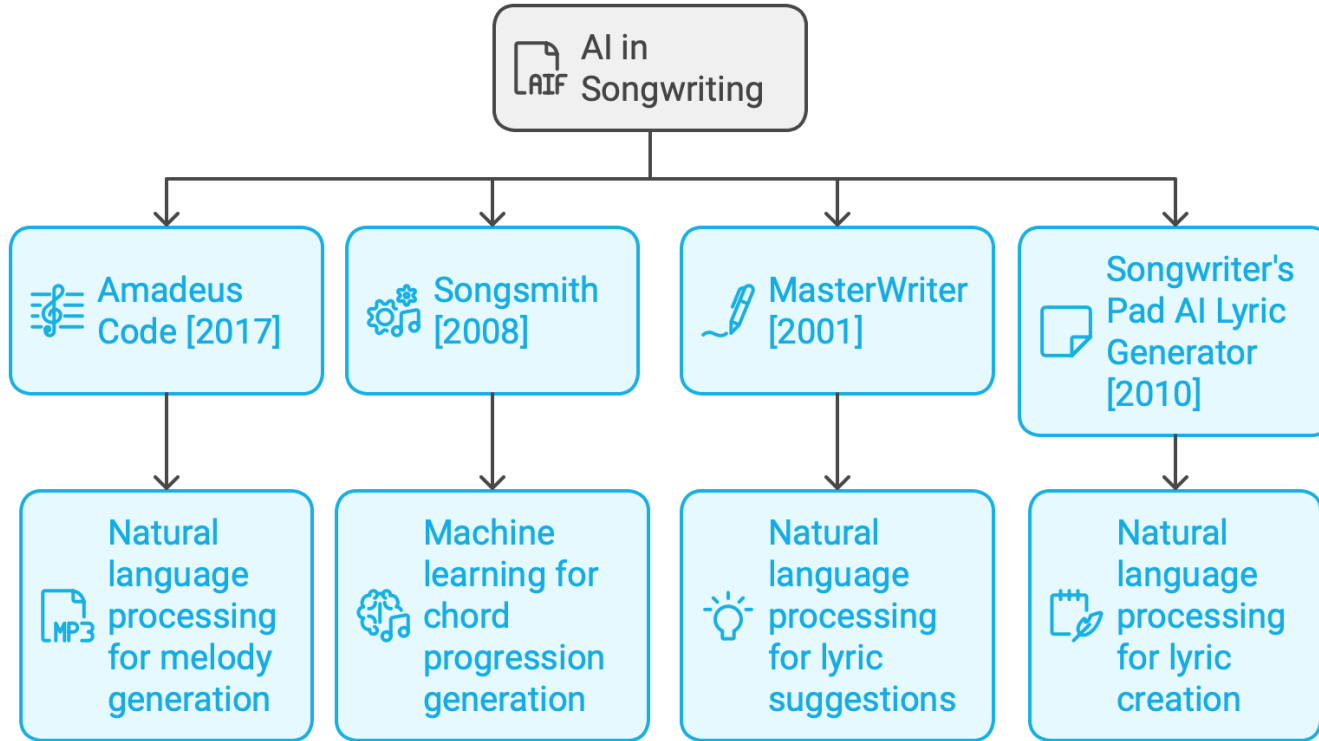 AI in
Songwriting
AIF
Amadeus
Code [2017]
Songsmith
[2008]
MasterWriter
[2001]
Songwriter's
Pad AI Lyric
Generator
[2010]
Natural
language
processing
for melody
generation
MP3
Machine
learning for
chord
progression
generation
Natural
language
processing
for lyric
suggestions
Natural
language
processing
for lyric
creation